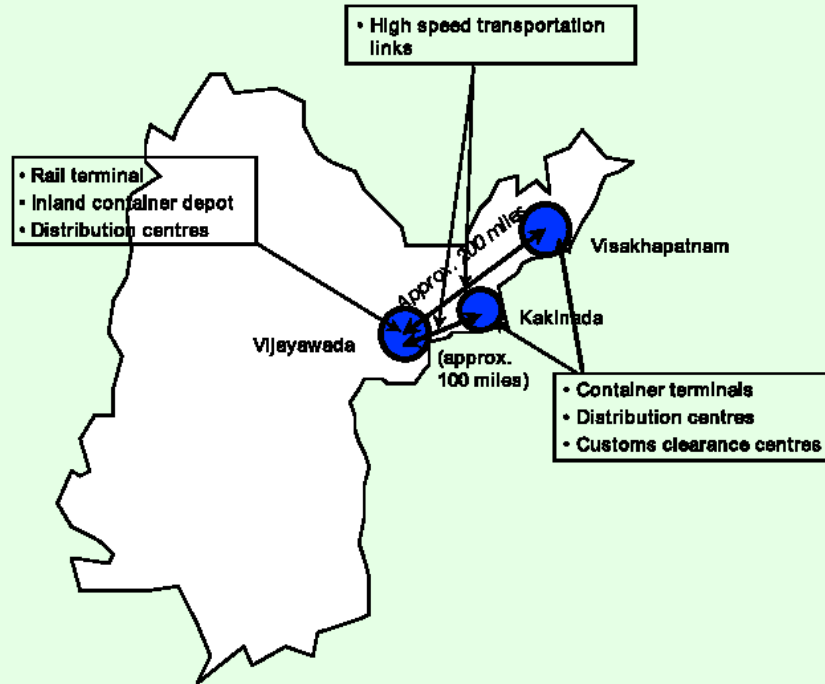 • High speed transportation
links
• Rail terminal
• Inland container depot
• Distribution centres
Approx. 200 miles
Visakhapatnam
Kakinada
Vijayawada
(approx.
100 miles)
• Container terminals
• Distribution centres
• Customs clearance centres